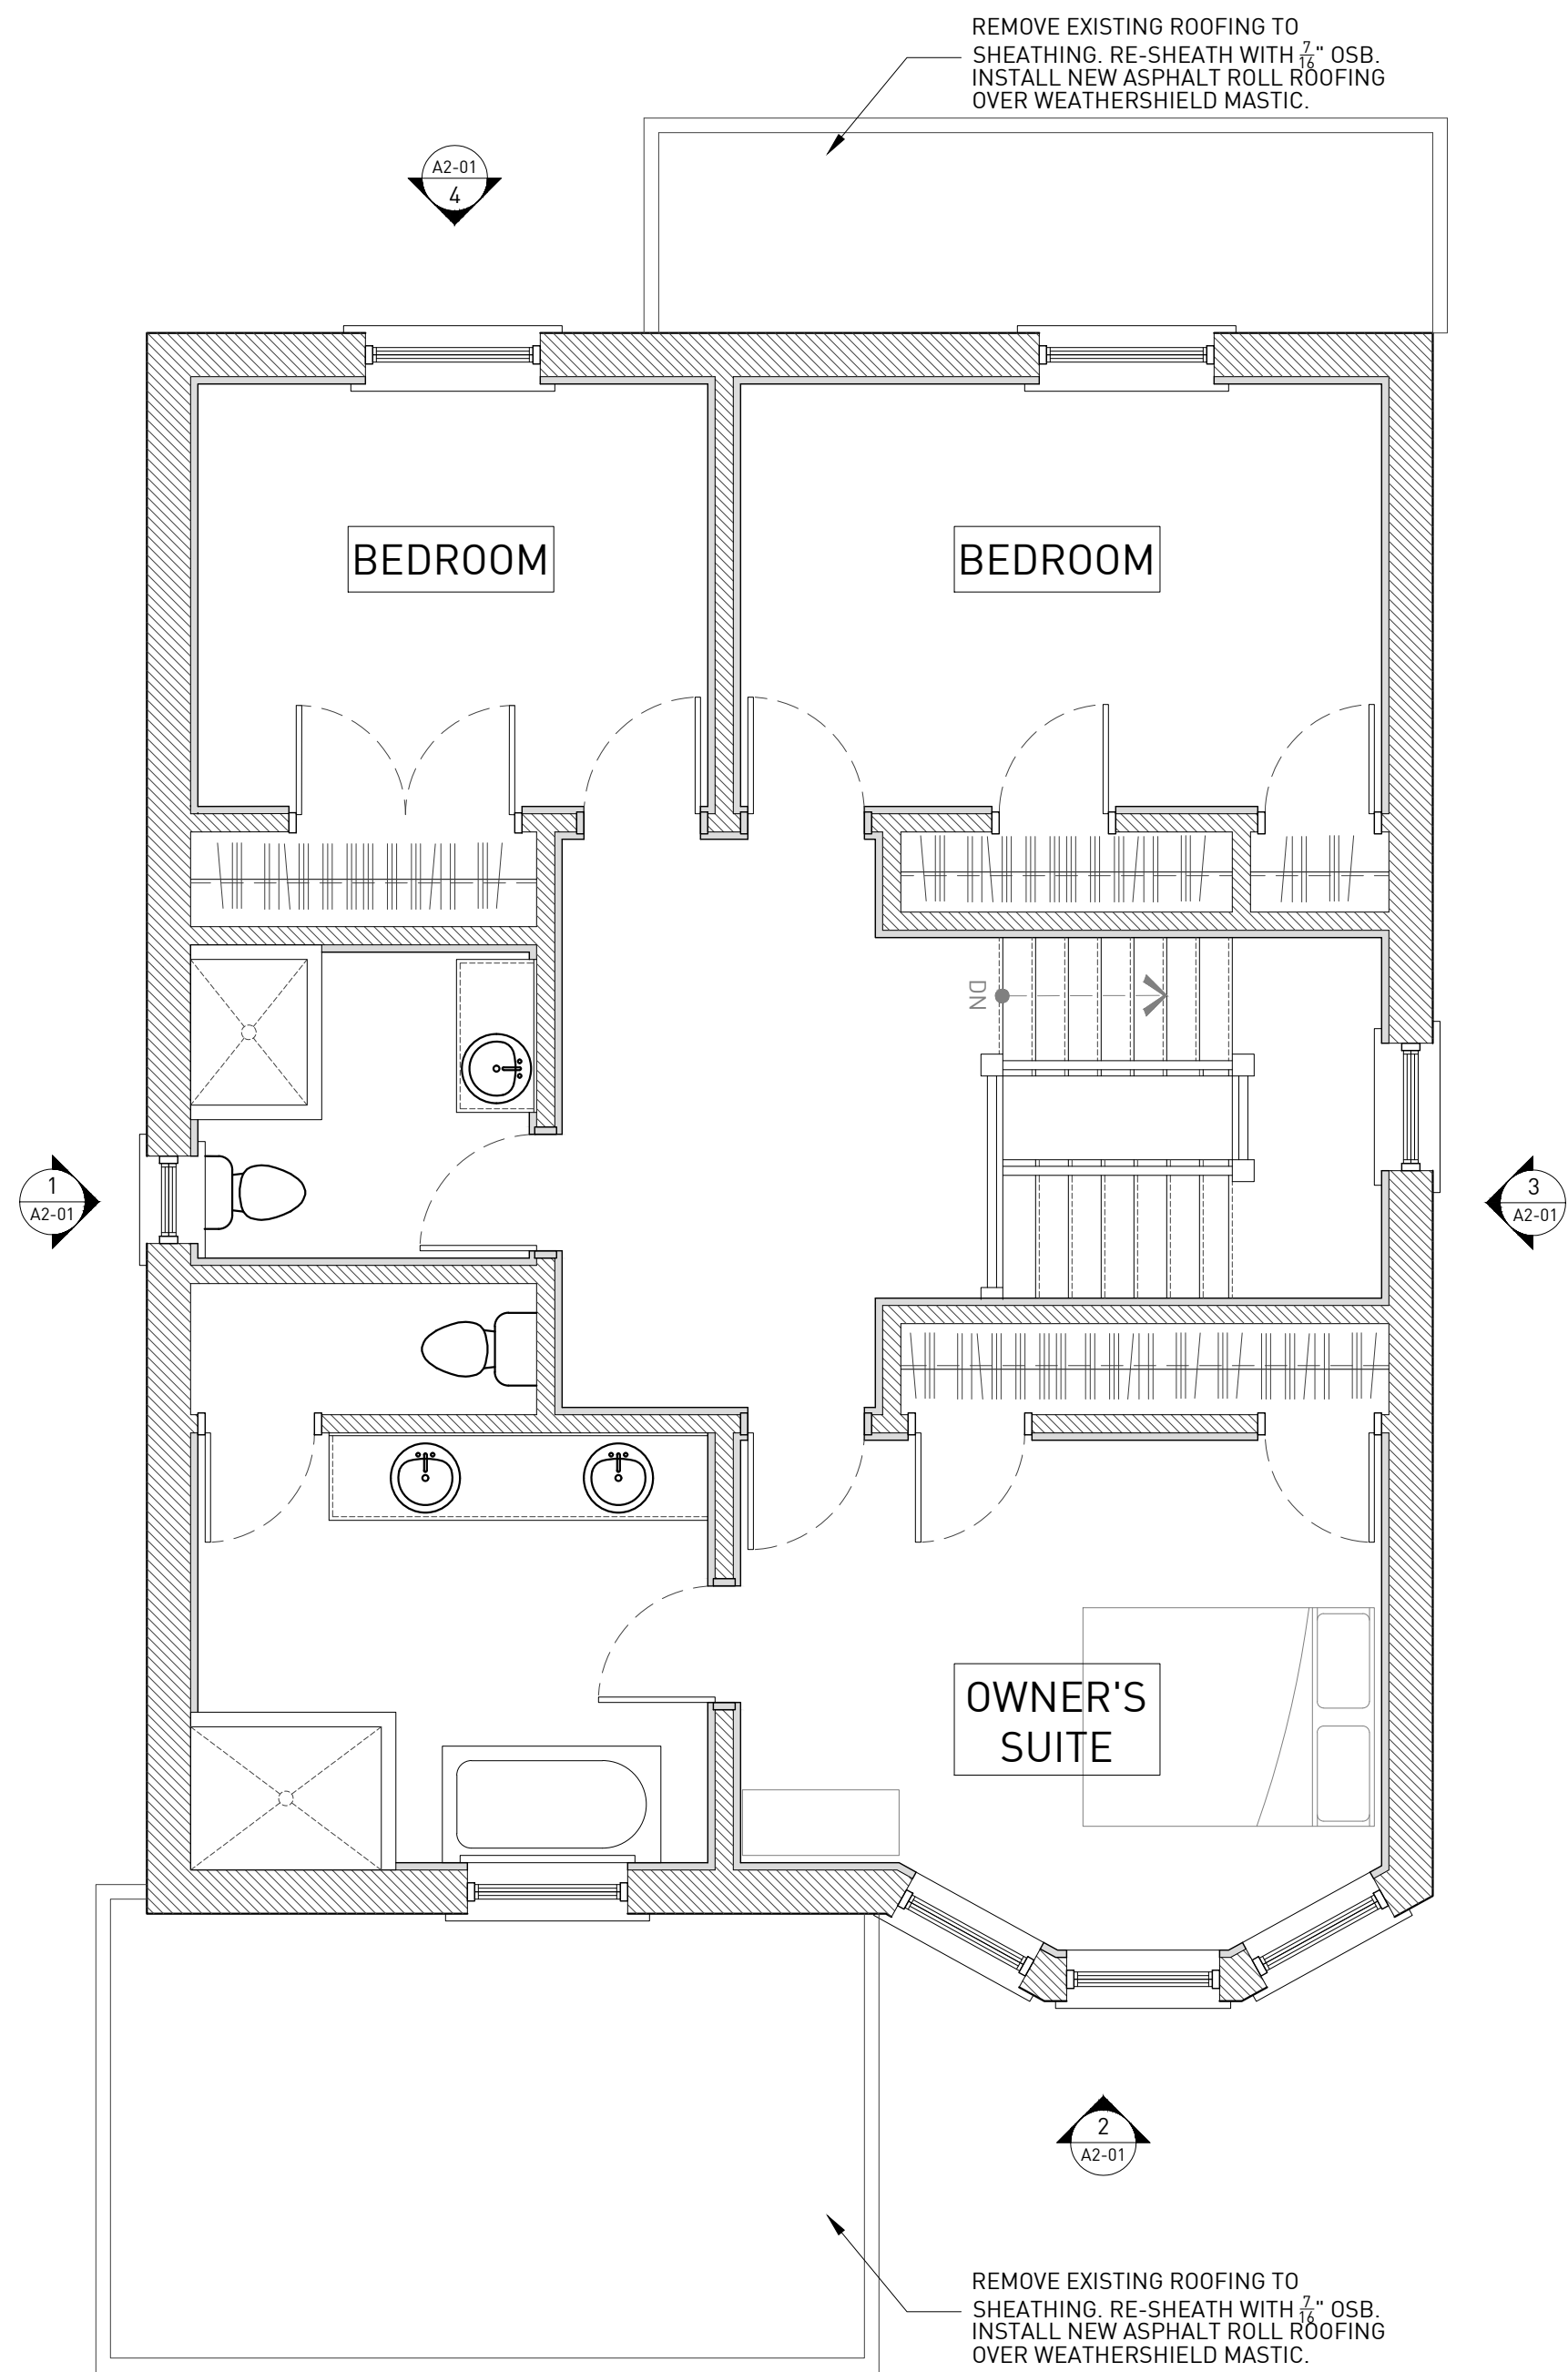 REMOVE EXISTING ROOFING TO
SHEATHING. RE-SHEATH WITH 7/16" OSB.
INSTALL NEW ASPHALT ROLL ROOFING
OVER WEATHERSHIELD MASTIC.
A2-01
4
BEDROOM
BEDROOM
DN
1
A2-01
3
A2-01
OWNER'S
SUITE
2
A2-01
REMOVE EXISTING ROOFING TO
SHEATHING. RE-SHEATH WITH 7/16" OSB.
INSTALL NEW ASPHALT ROLL ROOFING
OVER WEATHERSHIELD MASTIC.